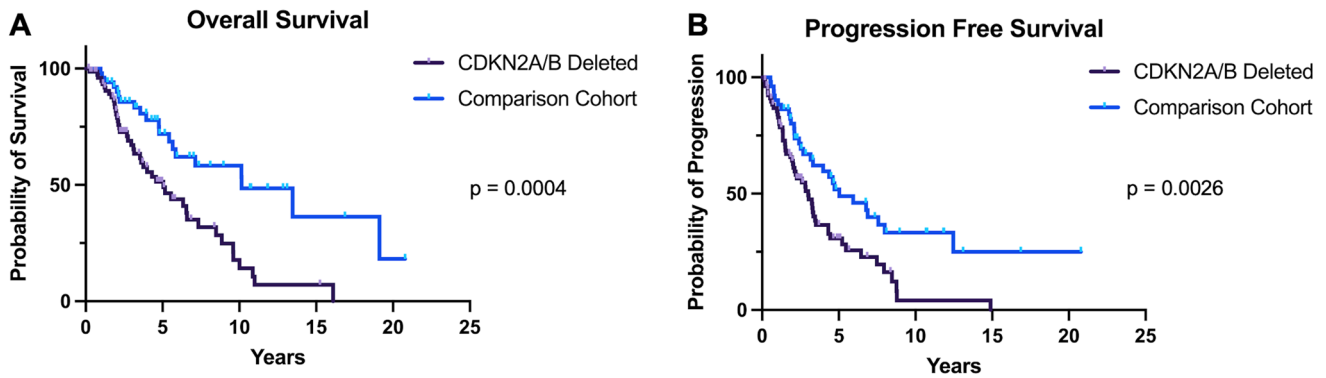 A
Overall Survival
Probability of Survival
100
50
0
0 5 10 15 20 25
Years
CDKN2A/B Deleted
Comparison Cohort
p = 0.0004
B
Progression Free Survival
Probability of Progression
100
50
0
0 5 10 15 20 25
Years
CDKN2A/B Deleted
Comparison Cohort
p = 0.0026